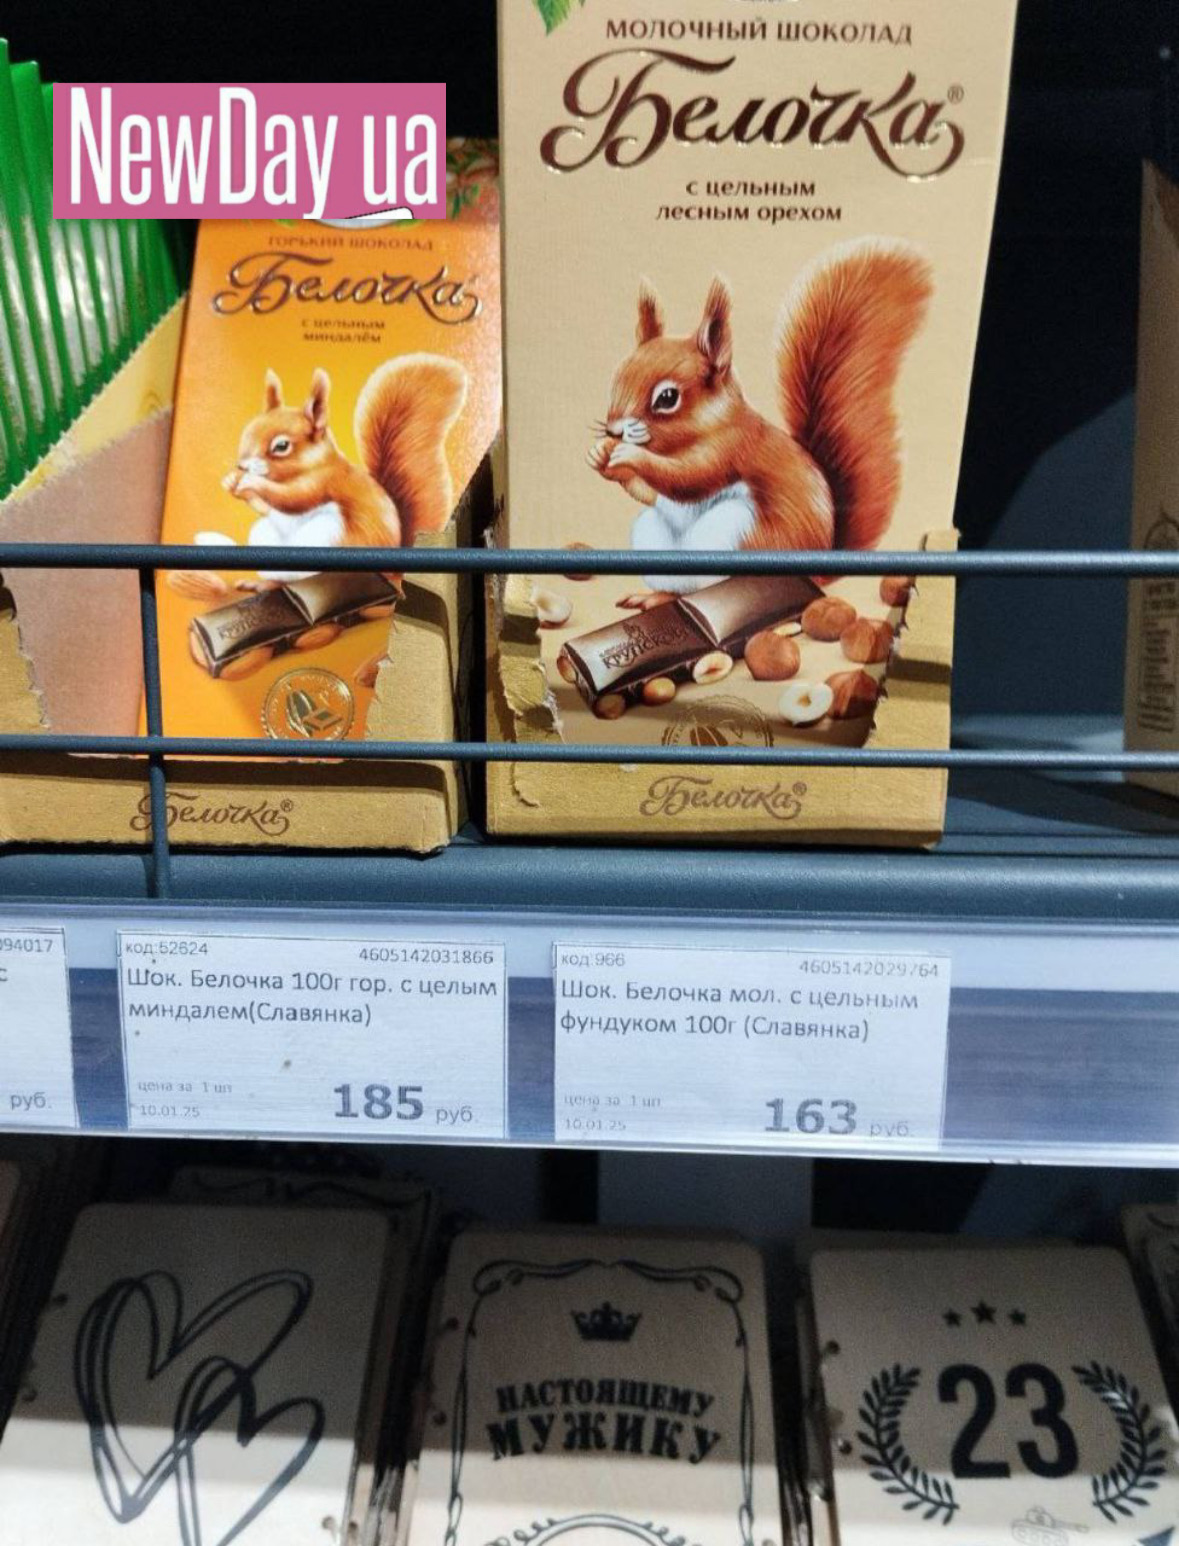 МОЛОЧНЫЙ ШОКОЛАД
Белочка®
с цельным
лесным орехом
NewDay ua
ГОРЬКИЙ ШОКОЛАД
Белочка
с цельным
миндалём
КРУПСКОЙ
Белочка®
Белочка®
094017
с
руб.
код:52624 4605142031866
Шок. Белочка 100г гор. с целым
миндалем(Славянка)
цена за 1 шт
10.01.25
185 руб.
код:966 4605142029764
Шок. Белочка мол. с цельным
фундуком 100г (Славянка)
цена за 1 шт
10.01.25
163 руб.
НАСТОЯЩЕМУ
МУЖИКУ
23